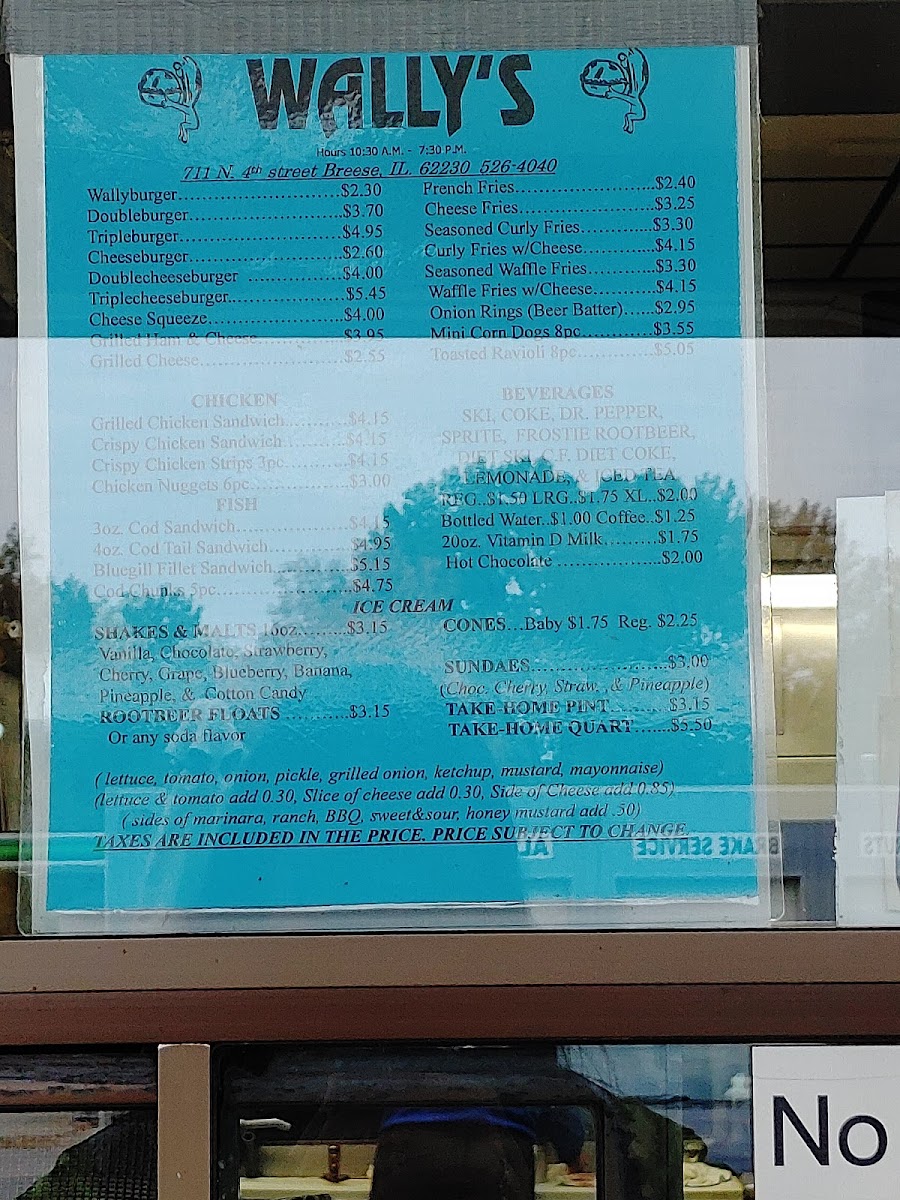 WALLY'S
Hours 10:30 A.M. - 7:30 P.M.
711 N. 4th street Breese, IL. 62230 526-4040
Wallyburger..........................$2.30
Doubleburger..........................$3.70
Tripleburger..........................$4.95
Cheeseburger..........................$2.60
Doublecheeseburger ................$4.00
Triplecheeseburger...................$5.45
Cheese Squeeze.......................$4.00
Grilled Ham & Cheese..............$3.95
Grilled Cheese.........................$2.55
French Fries........................$2.40
Cheese Fries.......................$3.25
Seasoned Curly Fries............$3.30
Curly Fries w/Cheese............$4.15
Seasoned Waffle Fries...........$3.30
Waffle Fries w/Cheese...........$4.15
Onion Rings (Beer Batter)......$2.95
Mini Corn Dogs 8pc.............$3.55
Toasted Ravioli 8pc..............$5.05
CHICKEN
Grilled Chicken Sandwich...........$4.15
Crispy Chicken Sandwich...........$4.15
Crispy Chicken Strips 3pc...........$4.15
Chicken Nuggets 6pc.................$3.00
FISH
3oz. Cod Sandwich....................$4.15
4oz. Cod Tail Sandwich..............$4.95
Bluegill Fillet Sandwich..............$5.15
Cod Chunks 5pc.......................$4.75
BEVERAGES
SKI, COKE, DR. PEPPER,
SPRITE, FROSTIE ROOTBEER,
DIET SKI, C.F. DIET COKE,
LEMONADE, & ICED TEA
REG..$1.50 LRG..$1.75 XL..$2.00
Bottled Water..$1.00 Coffee..$1.25
20oz. Vitamin D Milk.........$1.75
Hot Chocolate ..................$2.00
ICE CREAM
SHAKES & MALTS 16oz.........$3.15
Vanilla, Chocolate, Strawberry,
Cherry, Grape, Blueberry, Banana,
Pineapple, & Cotton Candy
ROOTBEER FLOATS ...........$3.15
Or any soda flavor
CONES...Baby $1.75 Reg. $2.25
SUNDAES.......................$3.00
(Choc. Cherry, Straw. , & Pineapple)
TAKE-HOME PINT..........$3.15
TAKE-HOME QUART.......$5.50
( lettuce, tomato, onion, pickle, grilled onion, ketchup, mustard, mayonnaise)
(lettuce & tomato add 0.30, Slice of cheese add 0.30, Side of Cheese add 0.85)
( sides of marinara, ranch, BBQ, sweet&sour, honey mustard add .50)
TAXES ARE INCLUDED IN THE PRICE. PRICE SUBJECT TO CHANGE.
BRAKE SERVICE
No